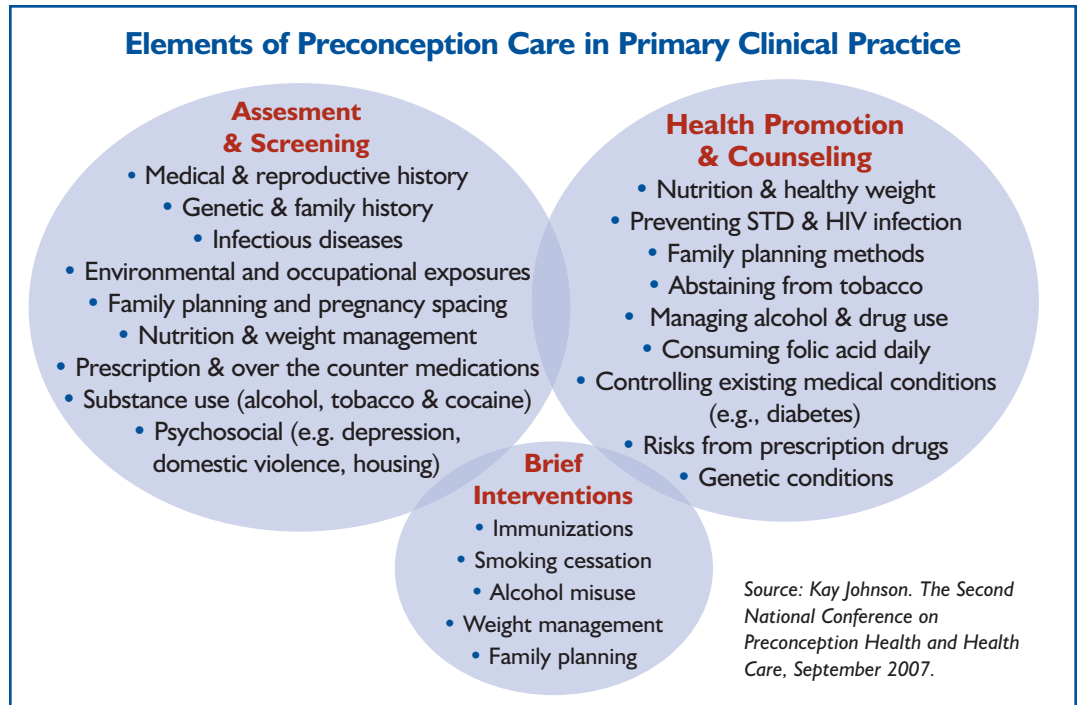 Elements of Preconception Care in Primary Clinical Practice
Assesment
& Screening
• Medical & reproductive history
• Genetic & family history
• Infectious diseases
• Environmental and occupational exposures
• Family planning and pregnancy spacing
• Nutrition & weight management
• Prescription & over the counter medications
• Substance use (alcohol, tobacco & cocaine)
• Psychosocial (e.g. depression,
domestic violence, housing)
Health Promotion
& Counseling
• Nutrition & healthy weight
• Preventing STD & HIV infection
• Family planning methods
• Abstaining from tobacco
• Managing alcohol & drug use
• Consuming folic acid daily
• Controlling existing medical conditions
(e.g., diabetes)
• Risks from prescription drugs
• Genetic conditions
Brief
Interventions
• Immunizations
• Smoking cessation
• Alcohol misuse
• Weight management
• Family planning
Source: Kay Johnson. The Second
National Conference on
Preconception Health and Health
Care, September 2007.